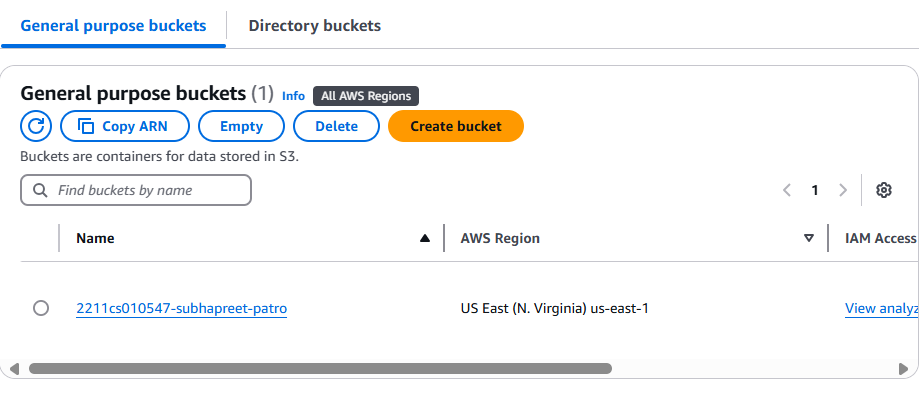 General purpose buckets Directory buckets
General purpose buckets (1) Info All AWS Regions
Copy ARN Empty Delete Create bucket
Buckets are containers for data stored in S3.
Find buckets by name 1
Name AWS Region IAM Access
2211cs010547-subhapreet-patro US East (N. Virginia) us-east-1 View analyz